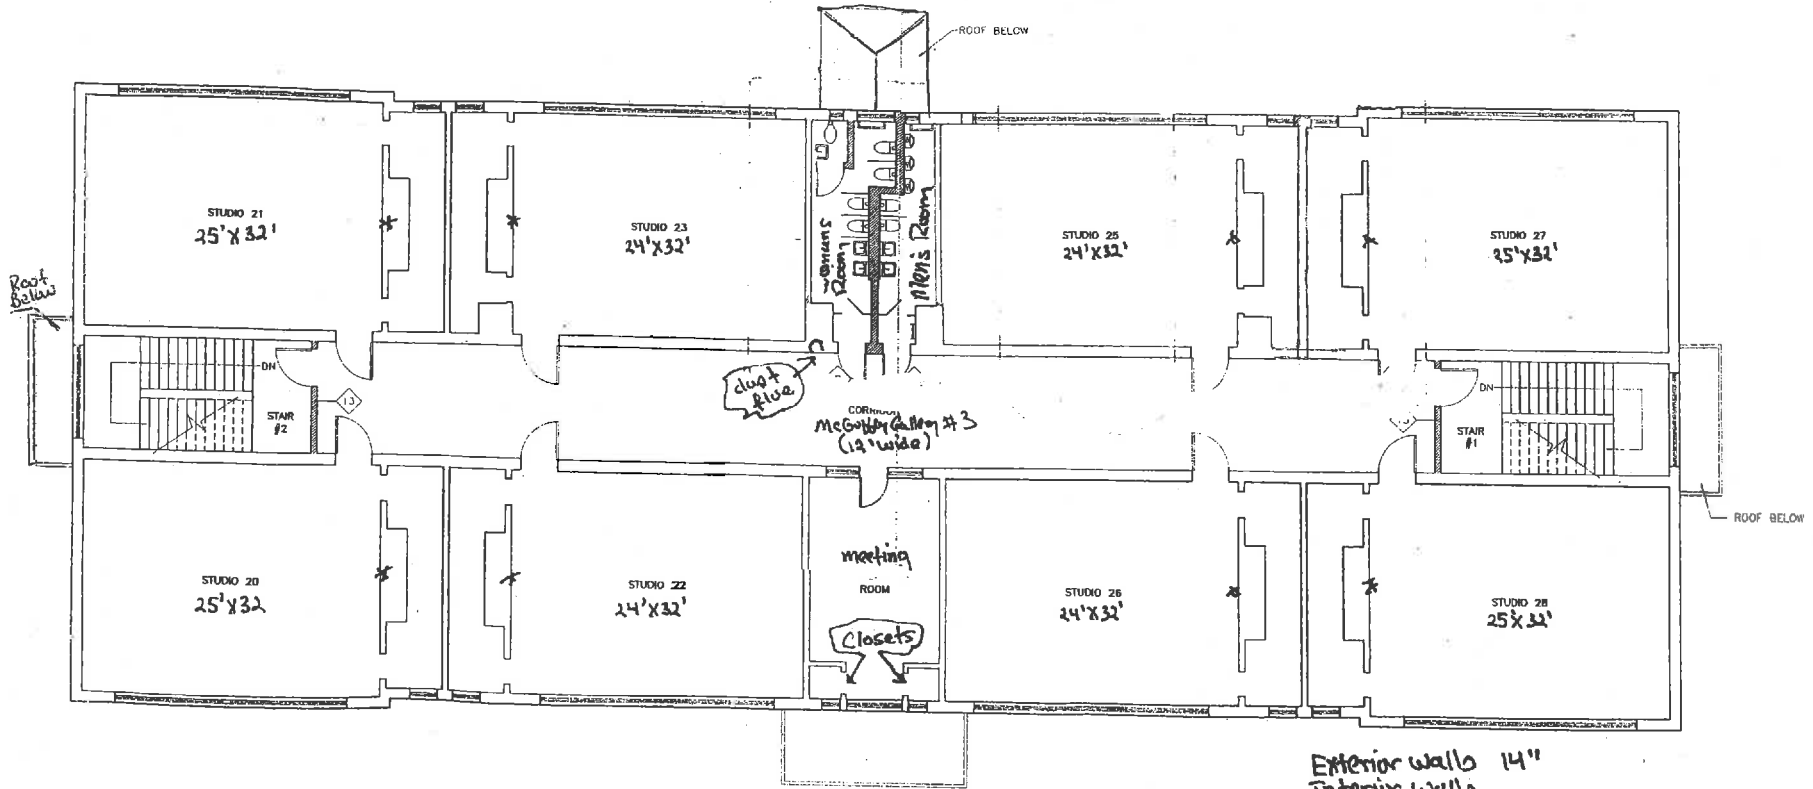 ROOF BELOW
STUDIO 21
25'X32'
STUDIO 23
24'X32'
womens
Room
Men's Room
STUDIO 25
24'X32'
STUDIO 27
25'X32'
Roof
Below
DN
STAIR
#2
13
dust
flue
CORRIDOR
McGuffey Gallery #3
(12' wide)
DN
STAIR
#1
ROOF BELOW
STUDIO 20
25'X32
STUDIO 22
24'X32'
meeting
ROOM
closets
STUDIO 26
24'X32'
STUDIO 28
25'X32'
Exterior walls 14"
Interior walls